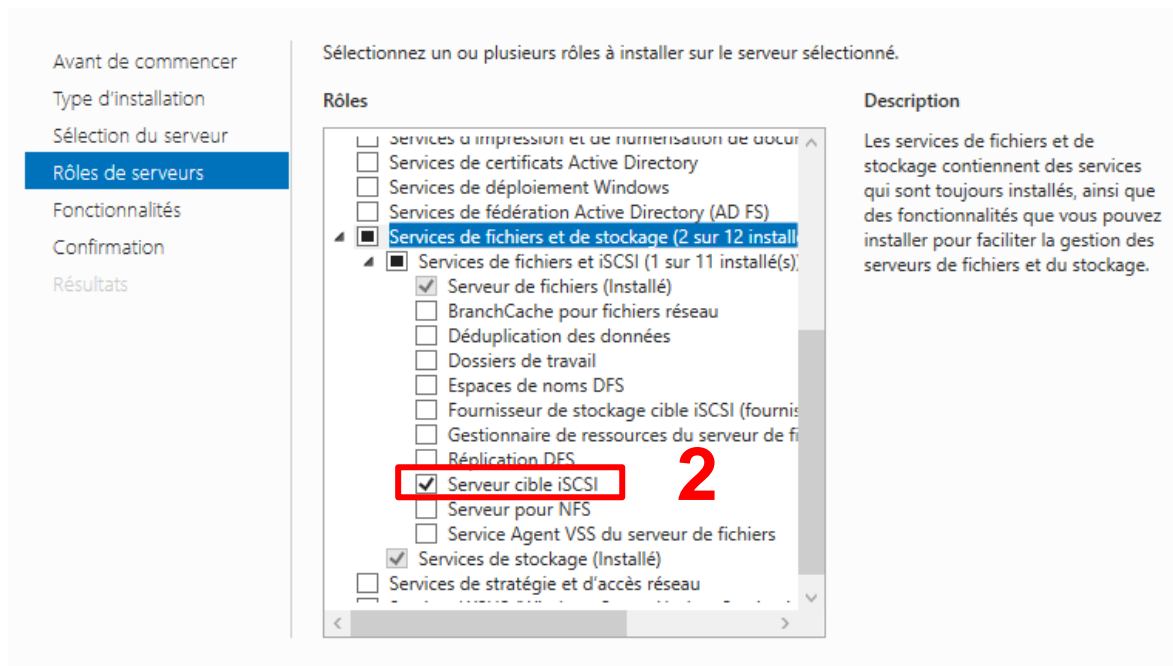 Sélectionnez un ou plusieurs rôles à installer sur le serveur sélectionné.
Avant de commencer
Type d'installation
Sélection du serveur
Rôles de serveurs
Fonctionnalités
Confirmation
Résultats
Rôles
Services d'impression et de numérisation de docum
Services de certificats Active Directory
Services de déploiement Windows
Services de fédération Active Directory (AD FS)
Services de fichiers et de stockage (2 sur 12 install
Services de fichiers et iSCSI (1 sur 11 installé(s))
Serveur de fichiers (Installé)
BranchCache pour fichiers réseau
Déduplication des données
Dossiers de travail
Espaces de noms DFS
Fournisseur de stockage cible iSCSI (fournis
Gestionnaire de ressources du serveur de fi
Réplication DFS
Serveur cible iSCSI
2
Serveur pour NFS
Service Agent VSS du serveur de fichiers
Services de stockage (Installé)
Services de stratégie et d'accès réseau
Description
Les services de fichiers et de
stockage contiennent des services
qui sont toujours installés, ainsi que
des fonctionnalités que vous pouvez
installer pour faciliter la gestion des
serveurs de fichiers et du stockage.